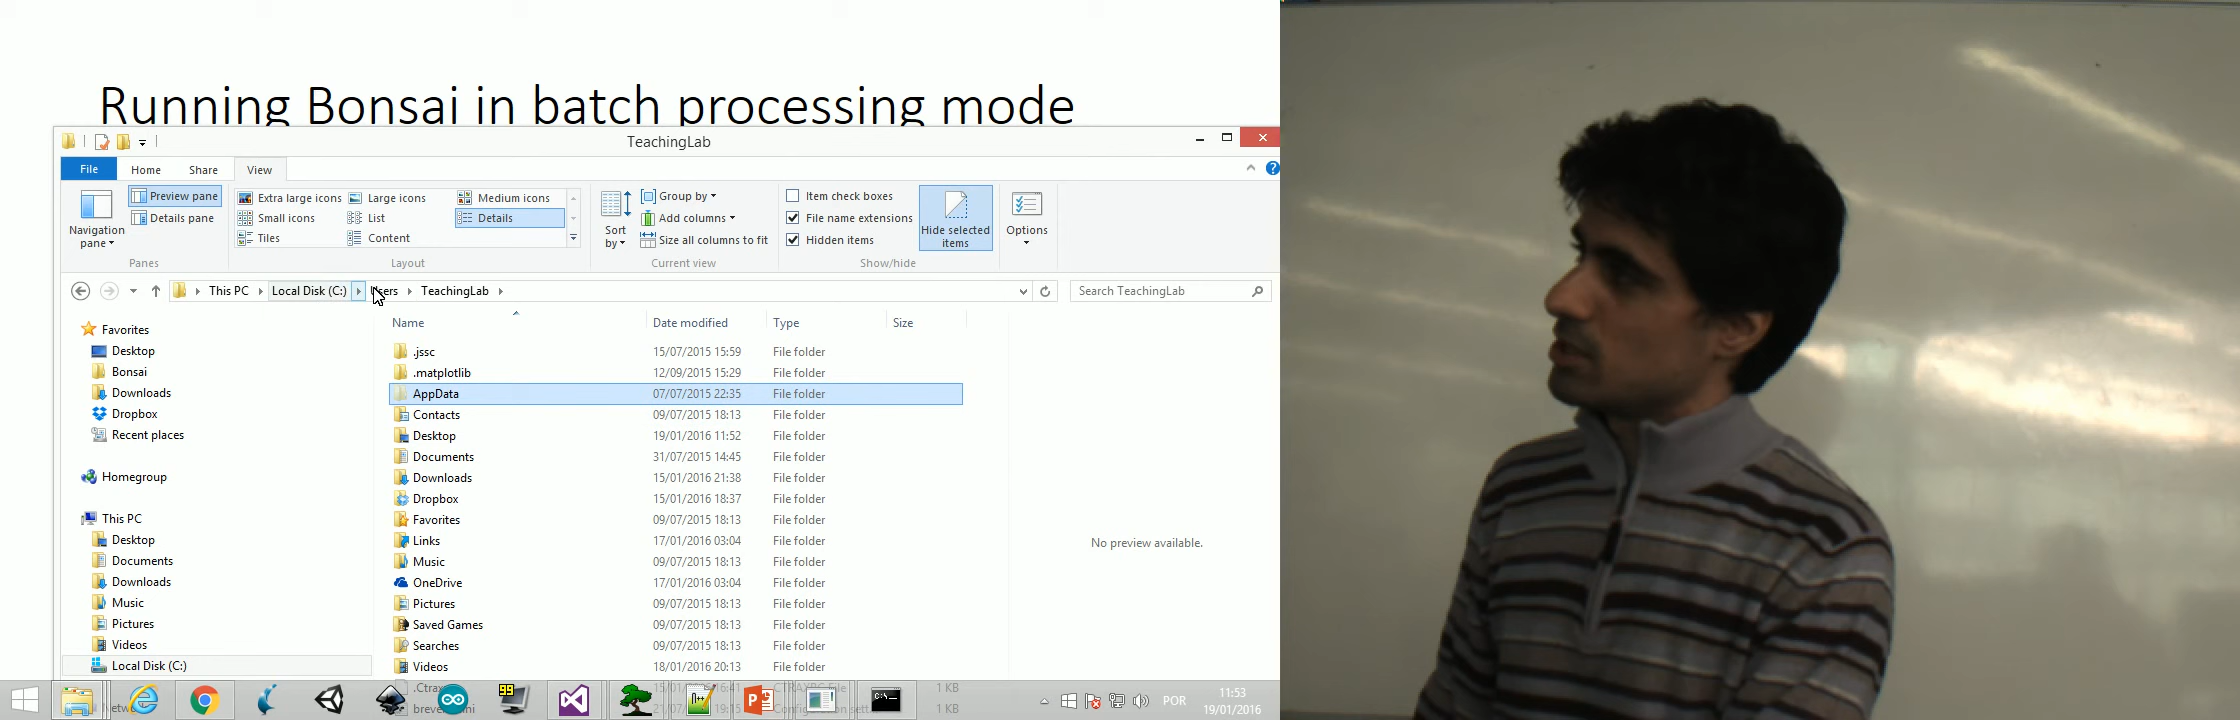 Running Bonsai in batch processing mode
TeachingLab
File Home Share View
Navigation pane
Preview pane
Details pane
Panes
Extra large icons Large icons Medium icons
Small icons List Details
Tiles Content
Layout
Sort by
Group by
Add columns
Size all columns to fit
Current view
Item check boxes
File name extensions
Hidden items
Hide selected items
Show/hide
Options
This PC Local Disk (C:) Users TeachingLab
Search TeachingLab
Favorites
Desktop
Bonsai
Downloads
Dropbox
Recent places
Homegroup
This PC
Desktop
Documents
Downloads
Music
Pictures
Videos
Local Disk (C:)
Name Date modified Type Size
.jssc 15/07/2015 15:59 File folder
.matplotlib 12/09/2015 15:29 File folder
AppData 07/07/2015 22:35 File folder
Contacts 09/07/2015 18:13 File folder
Desktop 19/01/2016 11:52 File folder
Documents 31/07/2015 14:45 File folder
Downloads 15/01/2016 21:38 File folder
Dropbox 15/01/2016 18:37 File folder
Favorites 09/07/2015 18:13 File folder
Links 17/01/2016 03:04 File folder
Music 09/07/2015 18:13 File folder
OneDrive 17/01/2016 03:04 File folder
Pictures 09/07/2015 18:13 File folder
Saved Games 09/07/2015 18:13 File folder
Searches 09/07/2015 18:13 File folder
Videos 18/01/2016 20:13 File folder
1 KB
1 KB
No preview available.
99
POR
11:53
19/01/2016